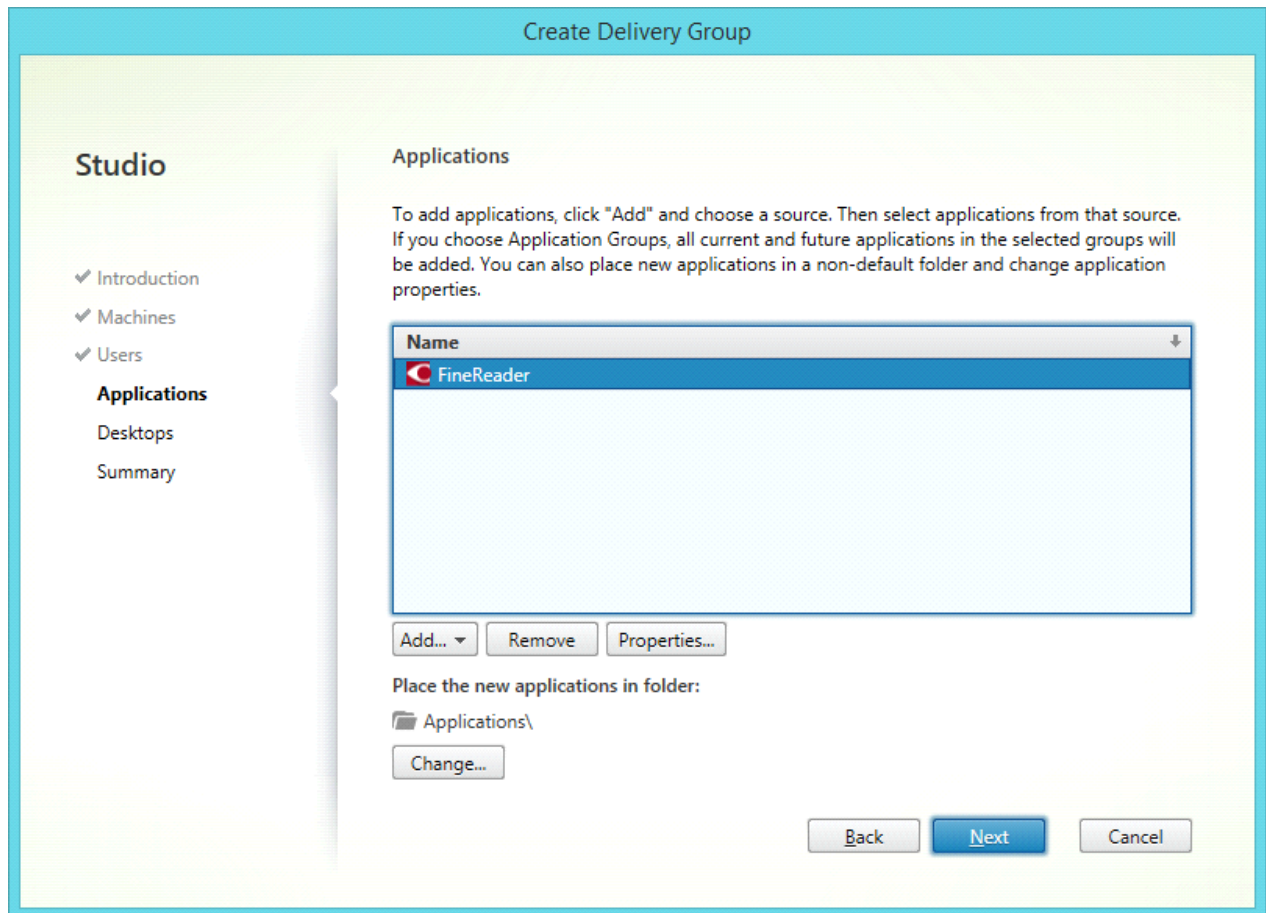 Create Delivery Group
Studio
Introduction
Machines
Users
Applications
Desktops
Summary
Applications
To add applications, click "Add" and choose a source. Then select applications from that source.
If you choose Application Groups, all current and future applications in the selected groups will
be added. You can also place new applications in a non-default folder and change application
properties.
Name
FineReader
Add... Remove Properties...
Place the new applications in folder:
Applications\
Change...
Back Next Cancel